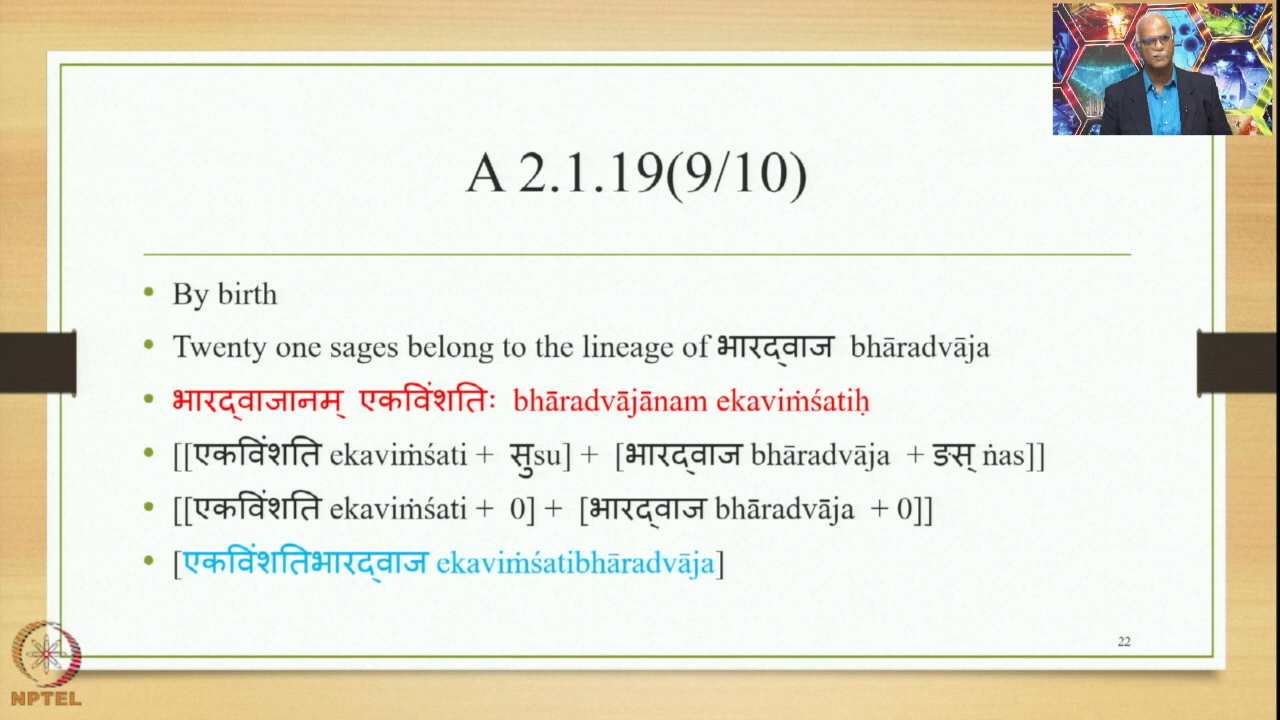 A 2.1.19(9/10)
• By birth
• Twenty one sages belong to the lineage of भारद्वाज bhāradvāja
• भारद्वाजानम् एकविंशतिः bhāradvājānam ekaviṁśatiḥ
• [[एकविंशति ekaviṁśati + सुsu] + [भारद्वाज bhāradvāja + ङस् ṅas]]
• [[एकविंशति ekaviṁśati + 0] + [भारद्वाज bhāradvāja + 0]]
• [एकविंशतिभारद्वाज ekaviṁśatibhāradvāja]
22
NPTEL